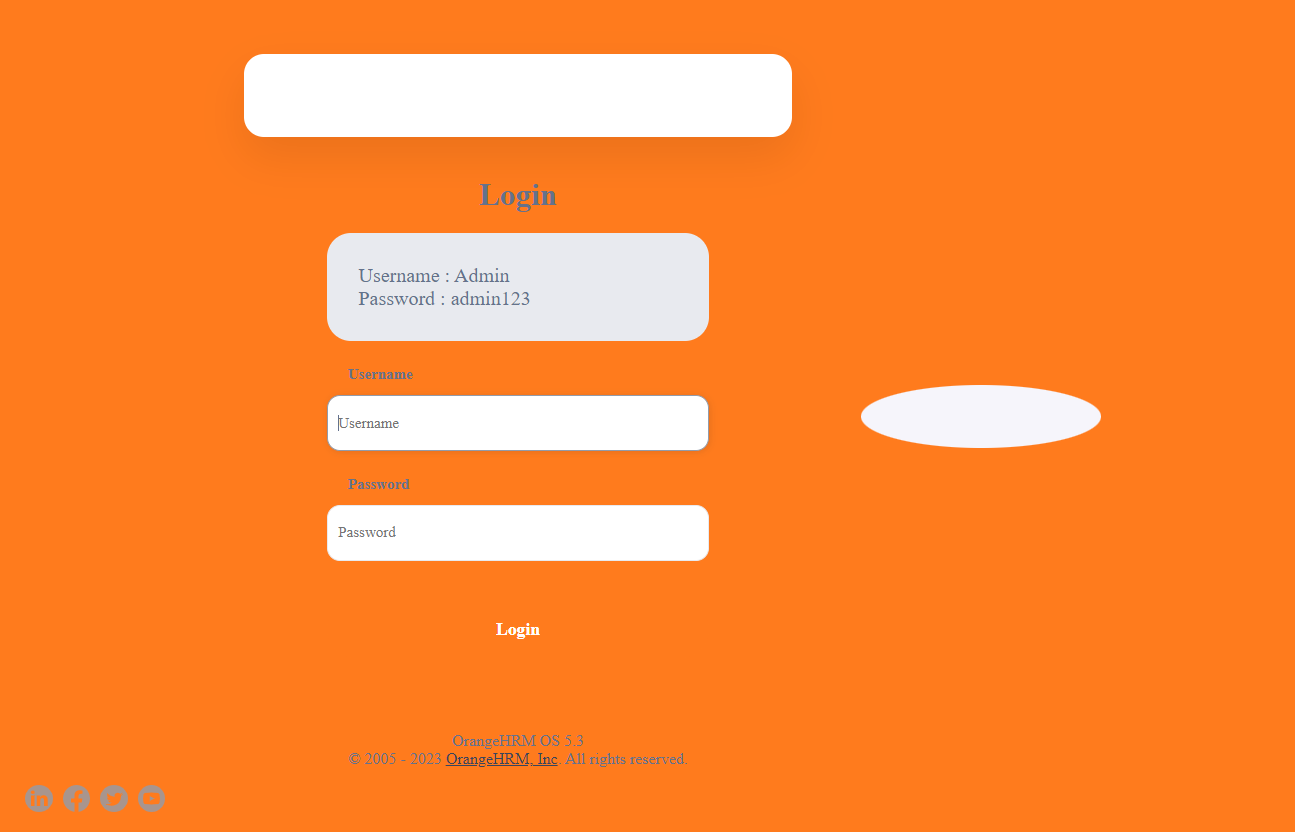 Login
Username : Admin
Password : admin123
Username
Username
Password
Password
Login
OrangeHRM OS 5.3
© 2005 - 2023 OrangeHRM, Inc. All rights reserved.